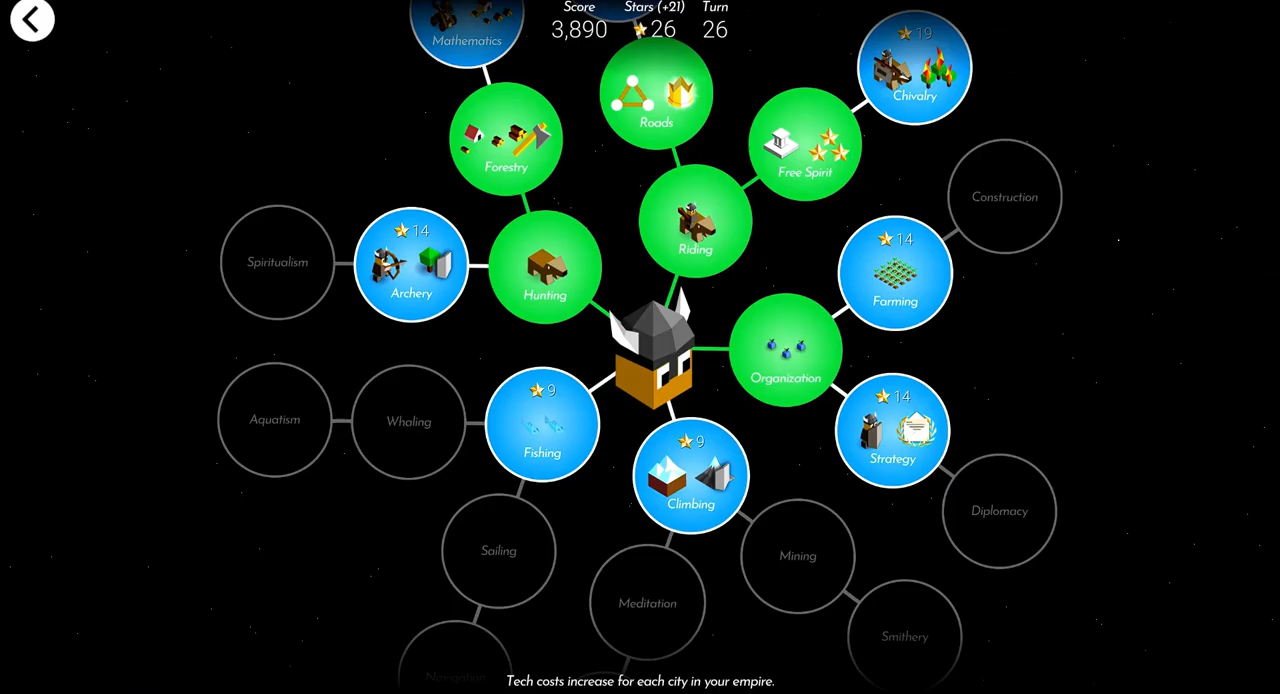 Score
Stars (+21)
Turn
3,890
26
26
Mathematics
19
Chivalry
Roads
Forestry
Free Spirit
Construction
14
Archery
Spiritualism
Hunting
Riding
14
Farming
Organization
9
Fishing
Aquatism
Whaling
9
Climbing
14
Strategy
Diplomacy
Sailing
Mining
Meditation
Smithery
Navigation
Tech costs increase for each city in your empire.